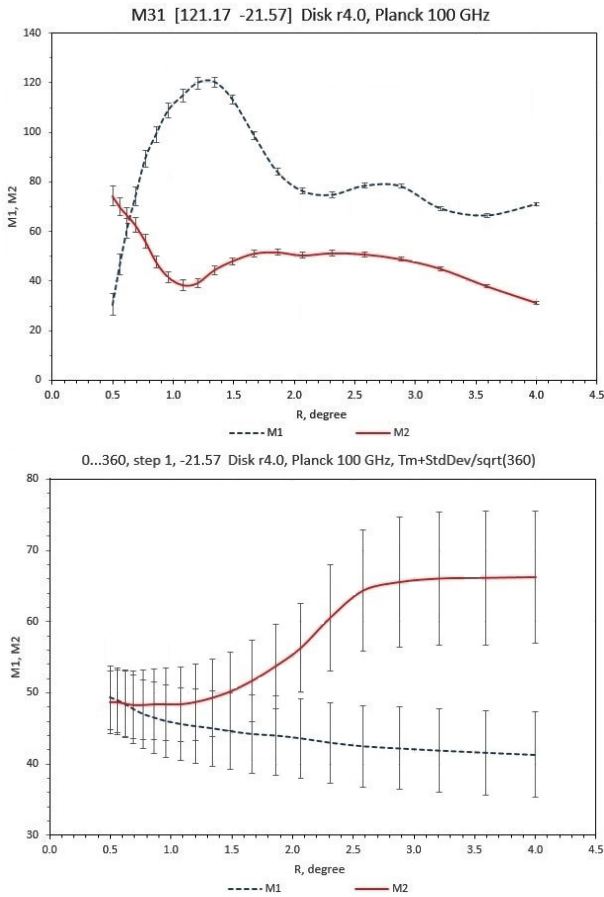 M31 [121.17 -21.57] Disk r4.0, Planck 100 GHz
140
120
100
80
60
40
20
0
M1, M2
0.0 0.5 1.0 1.5 2.0 2.5 3.0 3.5 4.0 4.5
R, degree
M1 M2
0...360, step 1, -21.57 Disk r4.0, Planck 100 GHz, Tm+StdDev/sqrt(360)
80
70
60
50
40
30
M1, M2
0.0 0.5 1.0 1.5 2.0 2.5 3.0 3.5 4.0 4.5
R, degree
M1 M2